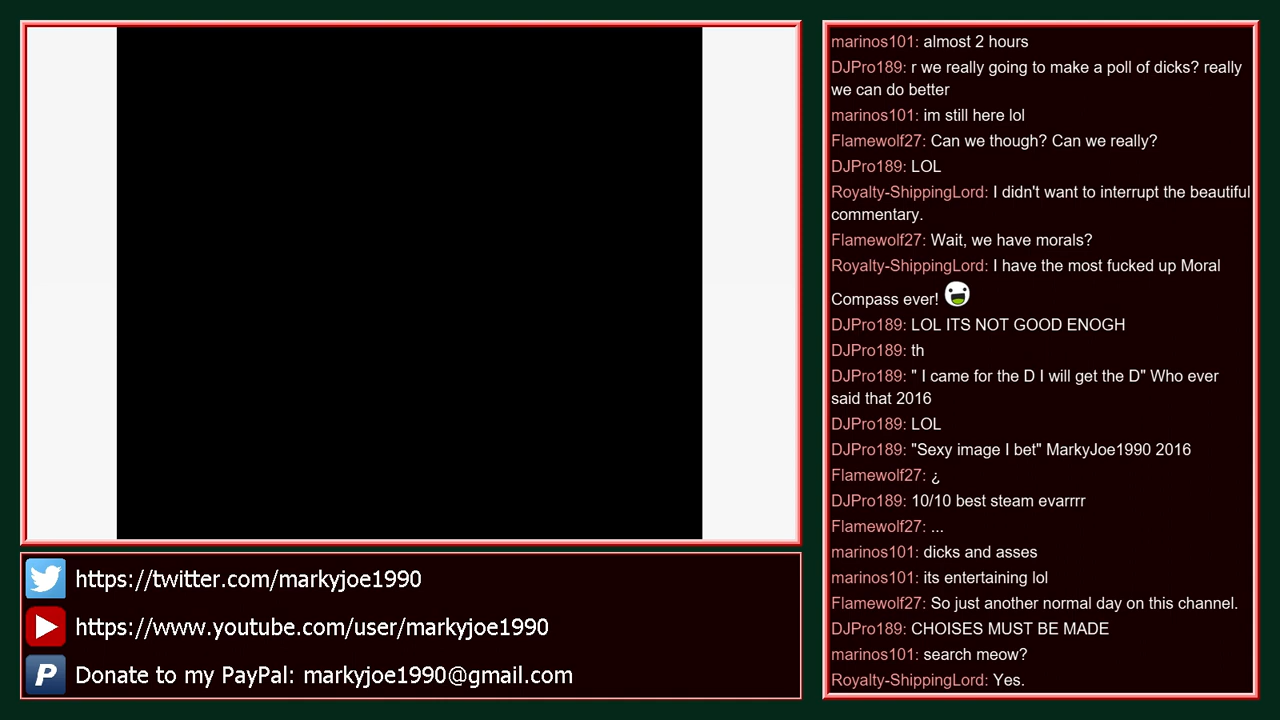 marinos101: almost 2 hours
DJPro189: r we really going to make a poll of dicks? really
we can do better
marinos101: im still here lol
Flamewolf27: Can we though? Can we really?
DJPro189: LOL
Royalty-ShippingLord: I didn't want to interrupt the beautiful
commentary.
Flamewolf27: Wait, we have morals?
Royalty-ShippingLord: I have the most fucked up Moral
Compass ever!
DJPro189: LOL ITS NOT GOOD ENOGH
DJPro189: th
DJPro189: " I came for the D I will get the D" Who ever
said that 2016
DJPro189: LOL
DJPro189: "Sexy image I bet" MarkyJoe1990 2016
Flamewolf27: ¿
DJPro189: 10/10 best steam evarrrr
Flamewolf27: ...
marinos101: dicks and asses
marinos101: its entertaining lol
Flamewolf27: So just another normal day on this channel.
DJPro189: CHOISES MUST BE MADE
marinos101: search meow?
Royalty-ShippingLord: Yes.
https://twitter.com/markyjoe1990
https://www.youtube.com/user/markyjoe1990
Donate to my PayPal: markyjoe1990@gmail.com